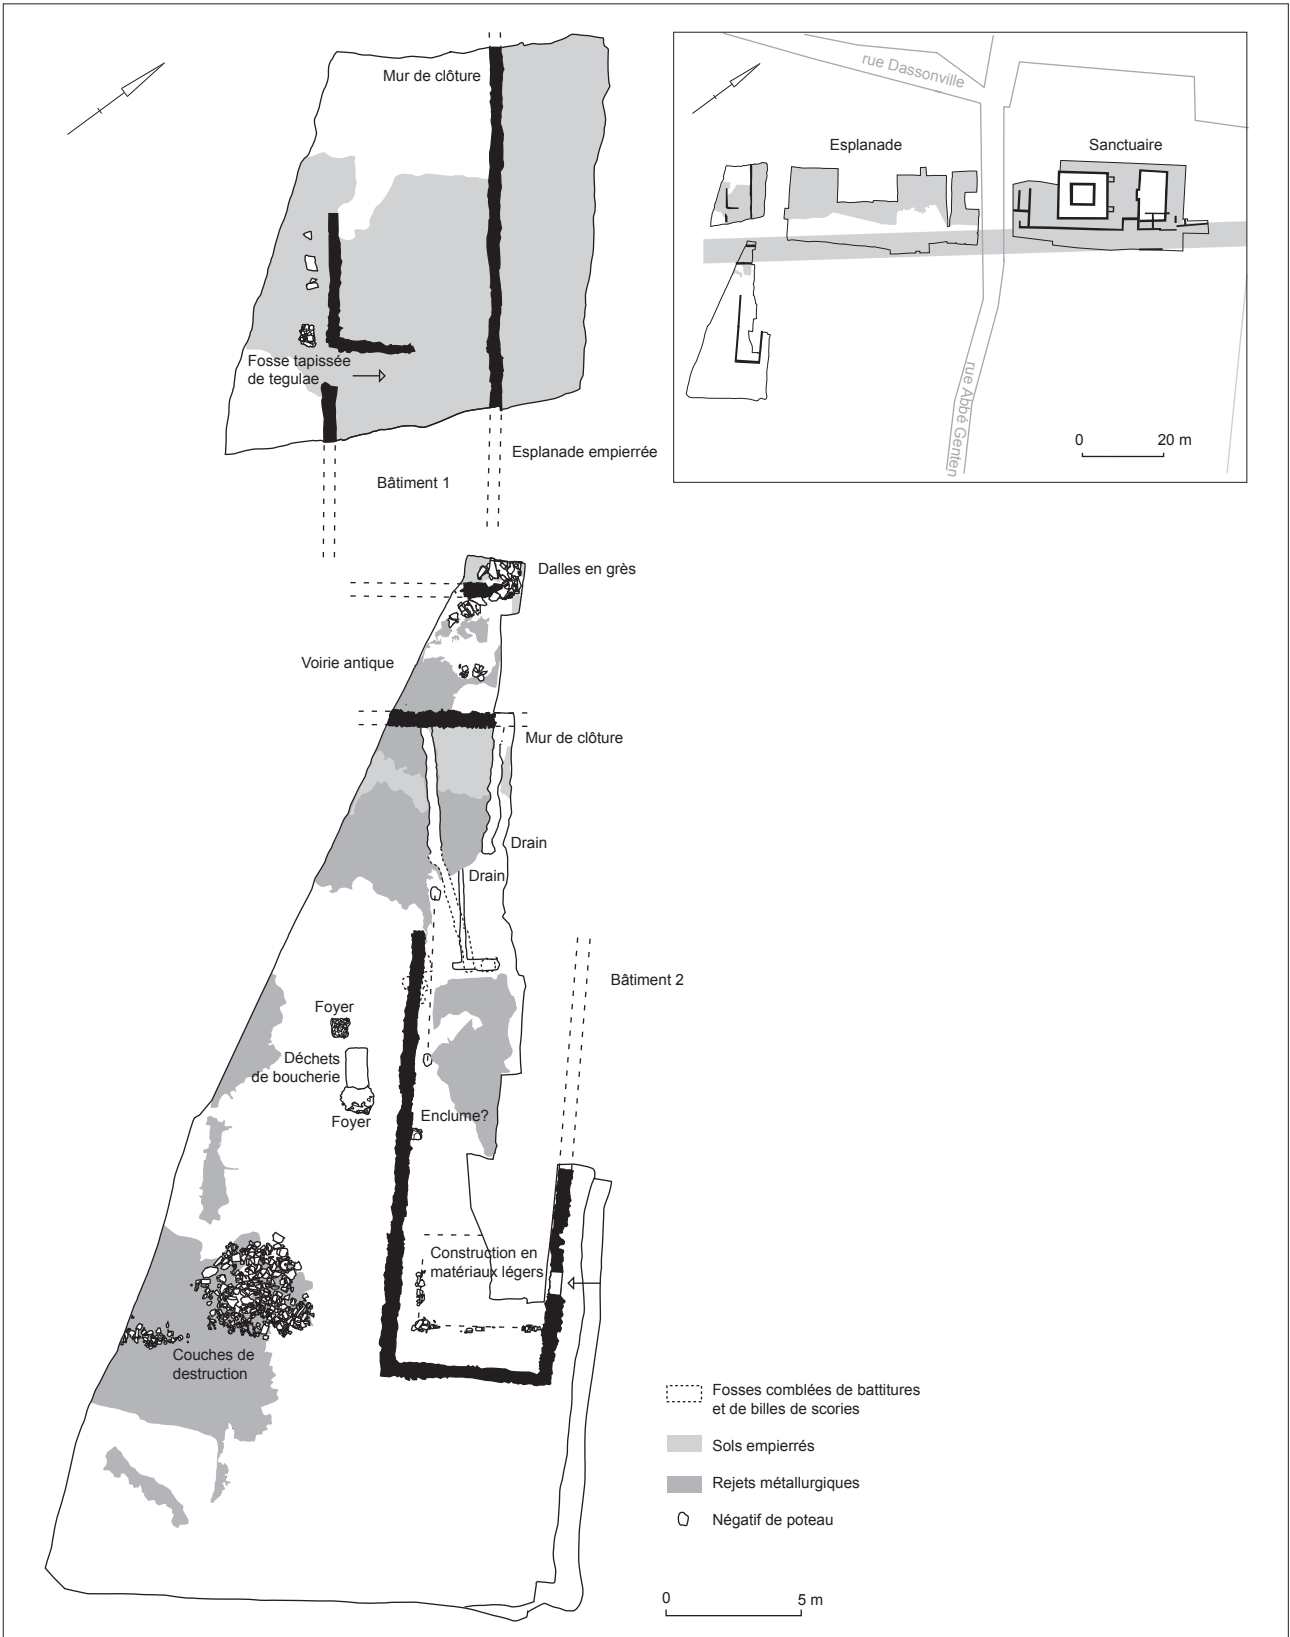 Mur de clôture
rue Dassonville
Esplanade
Sanctuaire
rue Abbé Genten
0 20 m
Fosse tapissée
de tegulae
Esplanade empierrée
Bâtiment 1
Dalles en grès
Voirie antique
Mur de clôture
Drain
Drain
Bâtiment 2
Foyer
Déchets
de boucherie
Foyer
Enclume?
Construction en
matériaux légers
Couches de
destruction
Fosses comblées de battitures
et de billes de scories
Sols empierrés
Rejets métallurgiques
Négatif de poteau
0 5 m